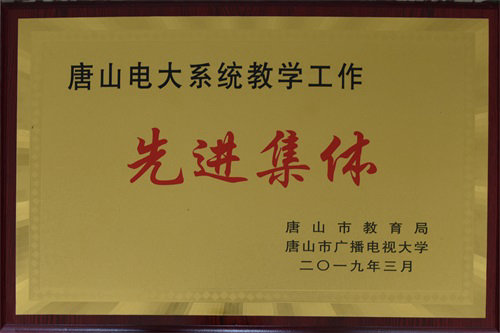 唐山电大系统教学工作
先进集体
唐山市教育局
唐山市广播电视大学
二〇一九年三月